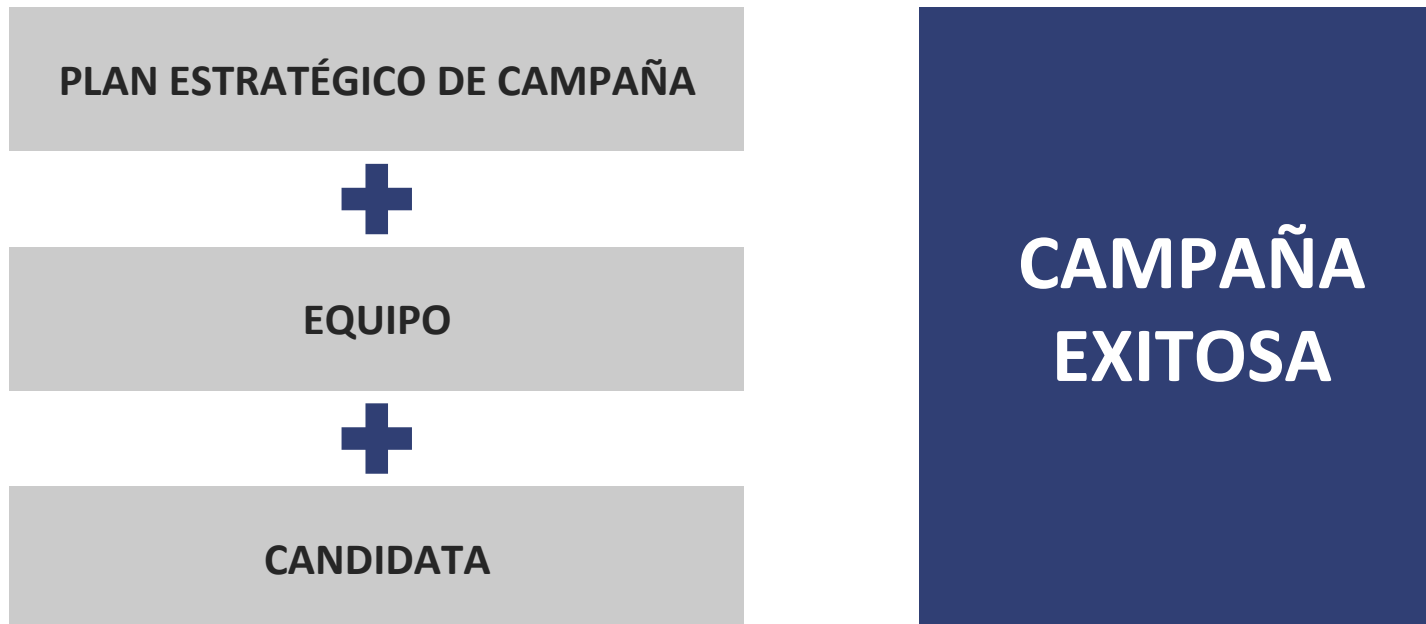 PLAN ESTRATÉGICO DE CAMPAÑA
EQUIPO
CANDIDATA
CAMPAÑA
EXITOSA